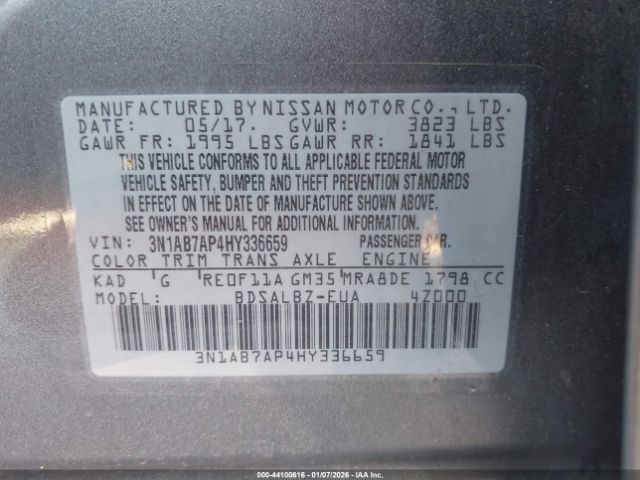 MANUFACTURED BY NISSAN MOTOR CO., LTD.
DATE: 05/17. GVWR: 3823 LBS
GAWR FR: 1995 LBS GAWR RR: 1841 LBS
THIS VEHICLE CONFORMS TO ALL APPLICABLE FEDERAL MOTOR
VEHICLE SAFETY, BUMPER AND THEFT PREVENTION STANDARDS
IN EFFECT ON THE DATE OF MANUFACTURE SHOWN ABOVE.
SEE OWNER'S MANUAL FOR ADDITIONAL INFORMATION.
VIN: 3N1AB7AP4HY336659 PASSENGER CAR.
COLOR TRIM TRANS AXLE ENGINE
KAD G RE0F11A GM35 MRA8DE 1798 CC
MODEL: BDSALBZ-EUA 4Z000
3N1AB7AP4HY336659
000-44100616 | 01/07/2026 - IAAI.COM